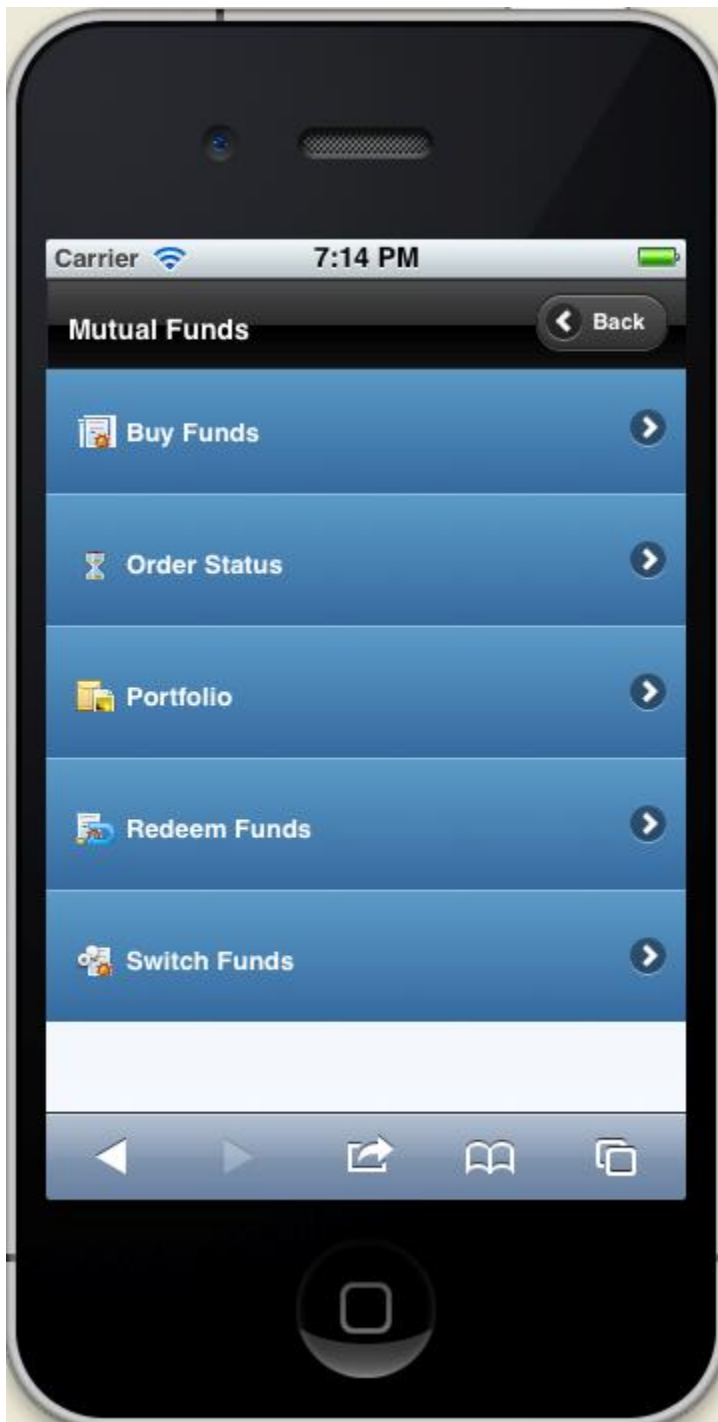 Carrier 7:14 PM
Mutual Funds Back
Buy Funds
Order Status
Portfolio
Redeem Funds
Switch Funds